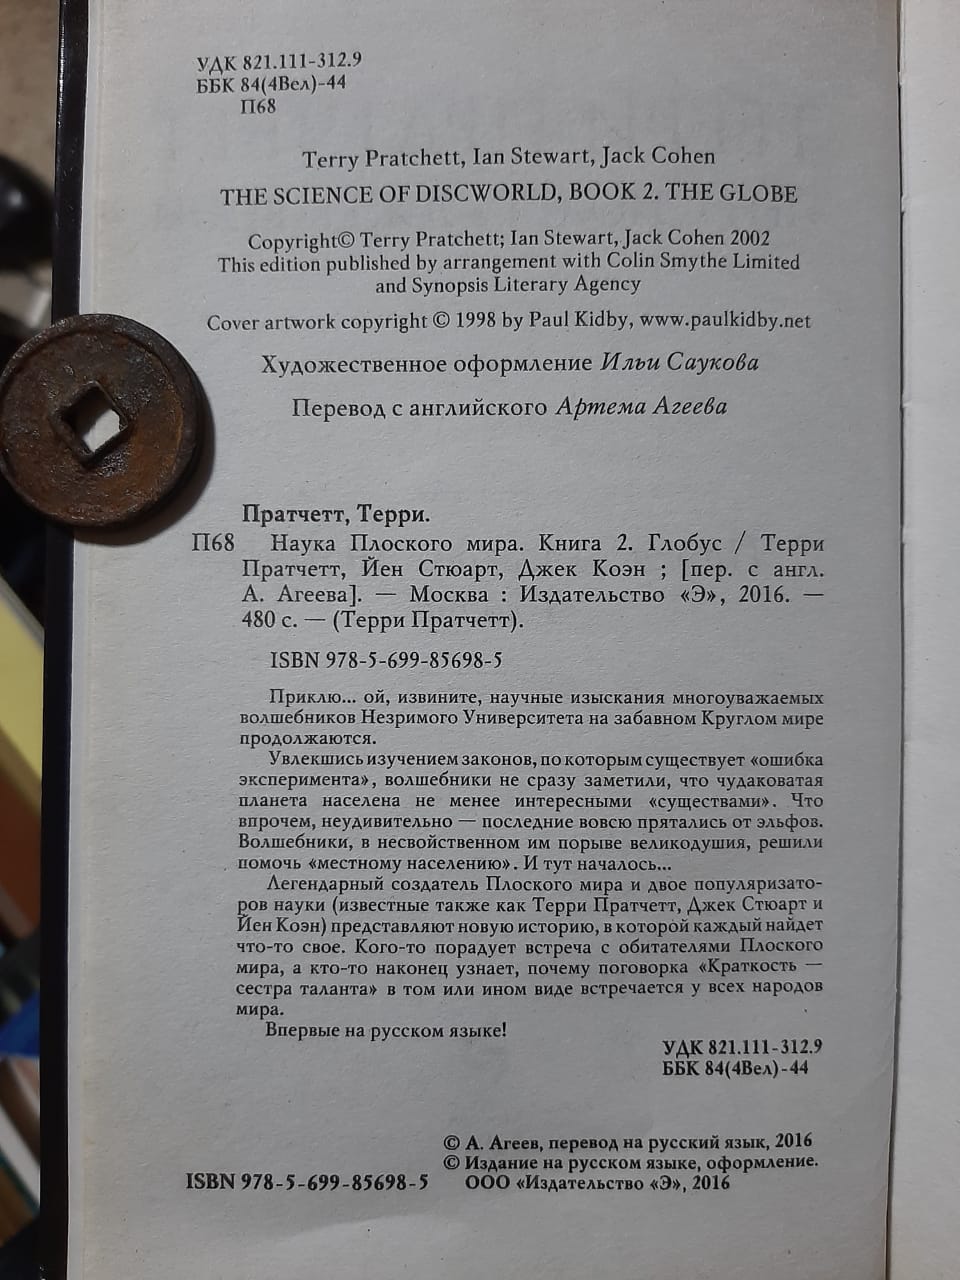 УДК 821.111-312.9
ББК 84(4Вел)-44
П68
Terry Pratchett, Ian Stewart, Jack Cohen
THE SCIENCE OF DISCWORLD, BOOK 2. THE GLOBE
Copyright© Terry Pratchett; Ian Stewart, Jack Cohen 2002
This edition published by arrangement with Colin Smythe Limited
and Synopsis Literary Agency
Cover artwork copyright © 1998 by Paul Kidby, www.paulkidby.net
Художественное оформление Ильи Саукова
Перевод с английского Артема Агеева
Пратчетт, Терри.
П68 Наука Плоского мира. Книга 2. Глобус / Терри
Пратчетт, Йен Стюарт, Джек Коэн ; [пер. с англ.
А. Агеева]. — Москва : Издательство «Э», 2016. —
480 с. — (Терри Пратчетт).
ISBN 978-5-699-85698-5
Приклю... ой, извините, научные изыскания многоуважаемых
волшебников Незримого Университета на забавном Круглом мире
продолжаются.
Увлекшись изучением законов, по которым существует «ошибка
эксперимента», волшебники не сразу заметили, что чудаковатая
планета населена не менее интересными «существами». Что
впрочем, неудивительно — последние вовсю прятались от эльфов.
Волшебники, в несвойственном им порыве великодушия, решили
помочь «местному населению». И тут началось...
Легендарный создатель Плоского мира и двое популяризато-
ров науки (известные также как Терри Пратчетт, Джек Стюарт и
Йен Коэн) представляют новую историю, в которой каждый найдет
что-то свое. Кого-то порадует встреча с обитателями Плоского
мира, а кто-то наконец узнает, почему поговорка «Краткость —
сестра таланта» в том или ином виде встречается у всех народов
мира.
Впервые на русском языке!
УДК 821.111-312.9
ББК 84(4Вел)-44
© А. Агеев, перевод на русский язык, 2016
© Издание на русском языке, оформление.
ISBN 978-5-699-85698-5 ООО «Издательство «Э», 2016